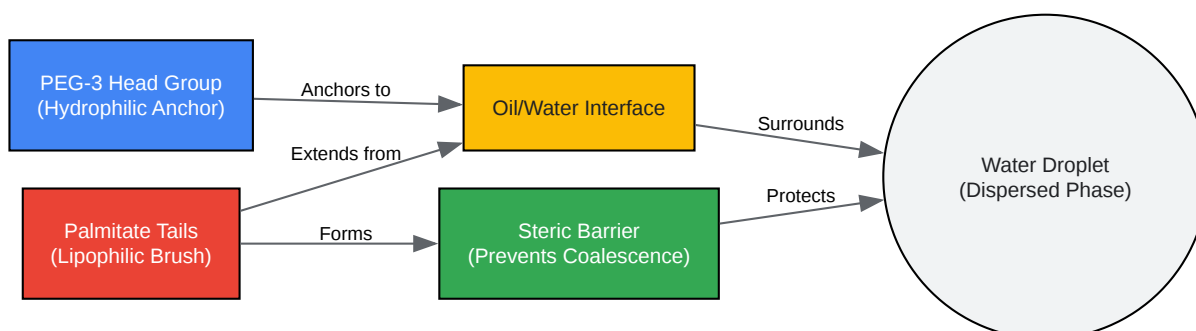 PEG-3 Head Group
(Hydrophilic Anchor)
Anchors to
Oil/Water Interface
Surrounds
Extends from
Water Droplet
(Dispersed Phase)
Palmitate Tails
(Lipophilic Brush)
Forms
Steric Barrier
(Prevents Coalescence)
Protects